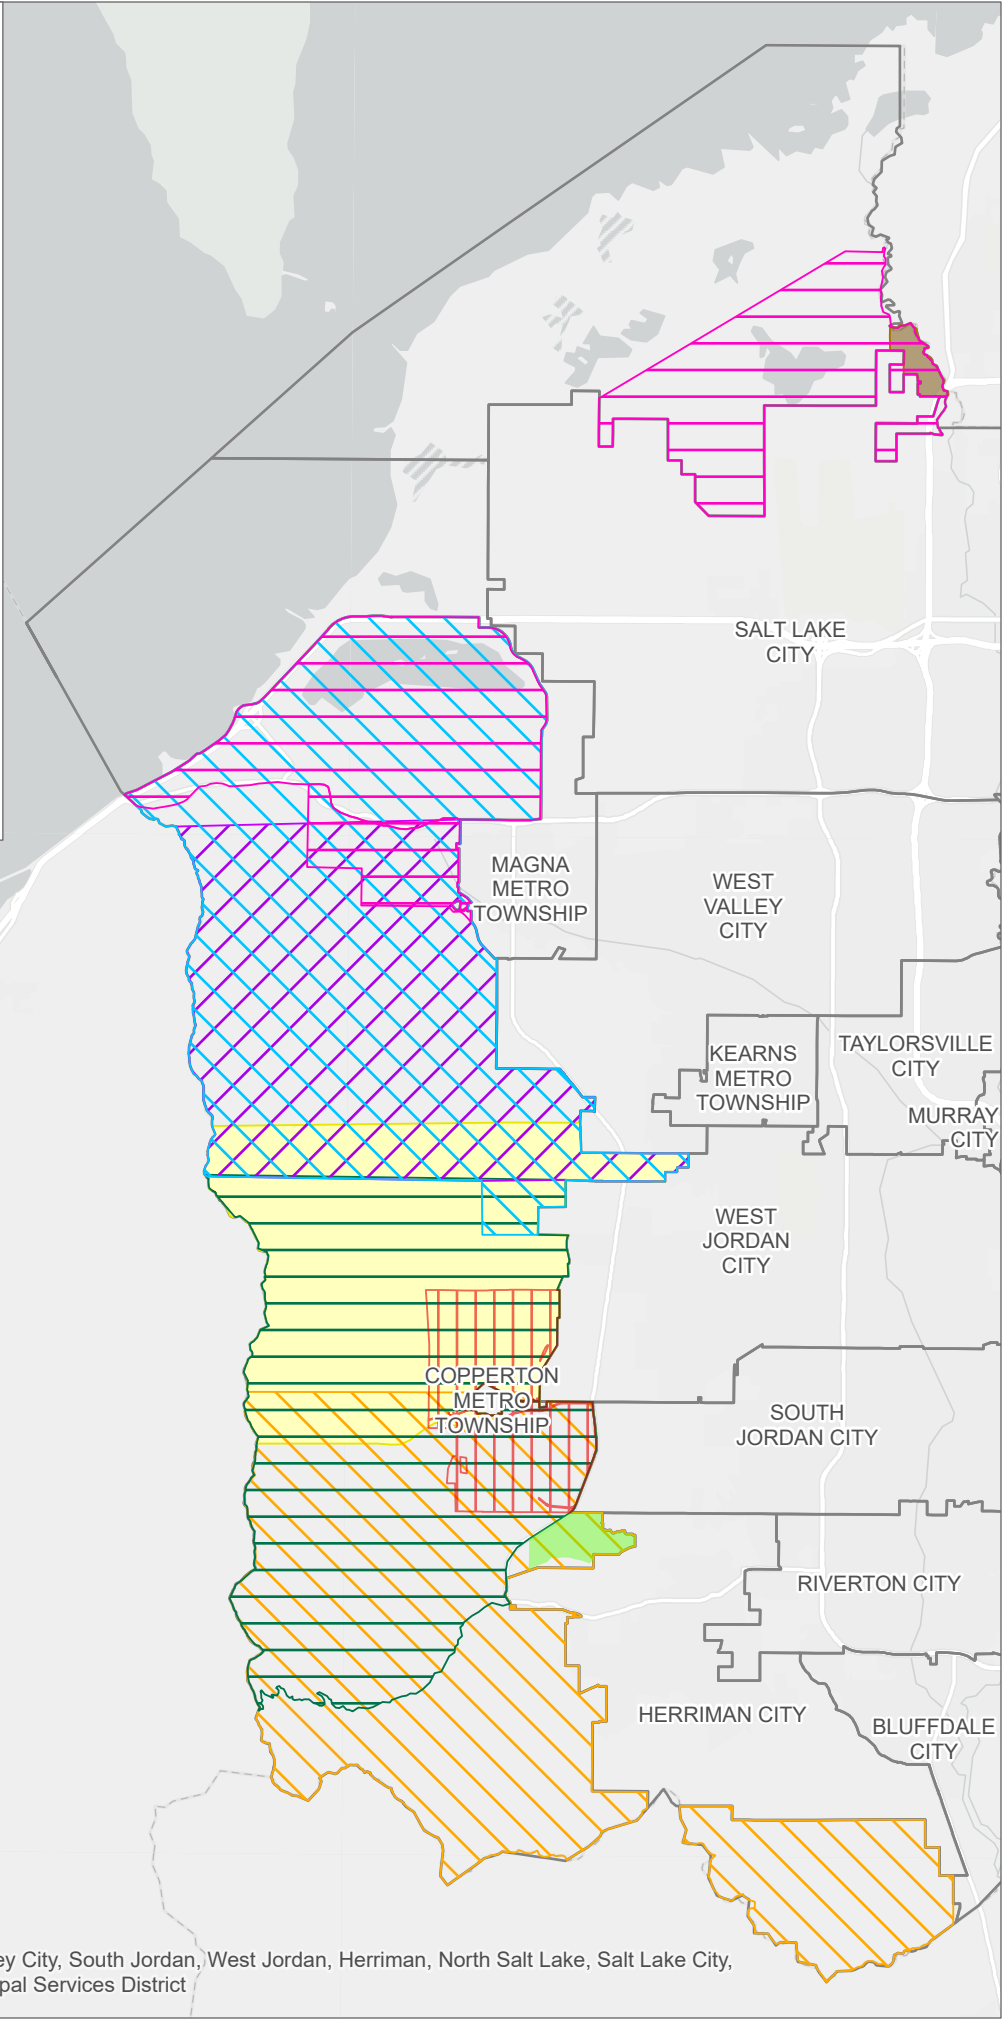 SALT LAKE
CITY
MAGNA
METRO
TOWNSHIP
WEST
VALLEY
CITY
KEARNS
METRO
TOWNSHIP
TAYLORSVILLE
CITY
MURRAY
CITY
WEST
JORDAN
CITY
COPPERTON
METRO
TOWNSHIP
SOUTH
JORDAN CITY
RIVERTON CITY
HERRIMAN CITY
BLUFFDALE
CITY
ey City, South Jordan, West Jordan, Herriman, North Salt Lake, Salt Lake City,
pal Services District